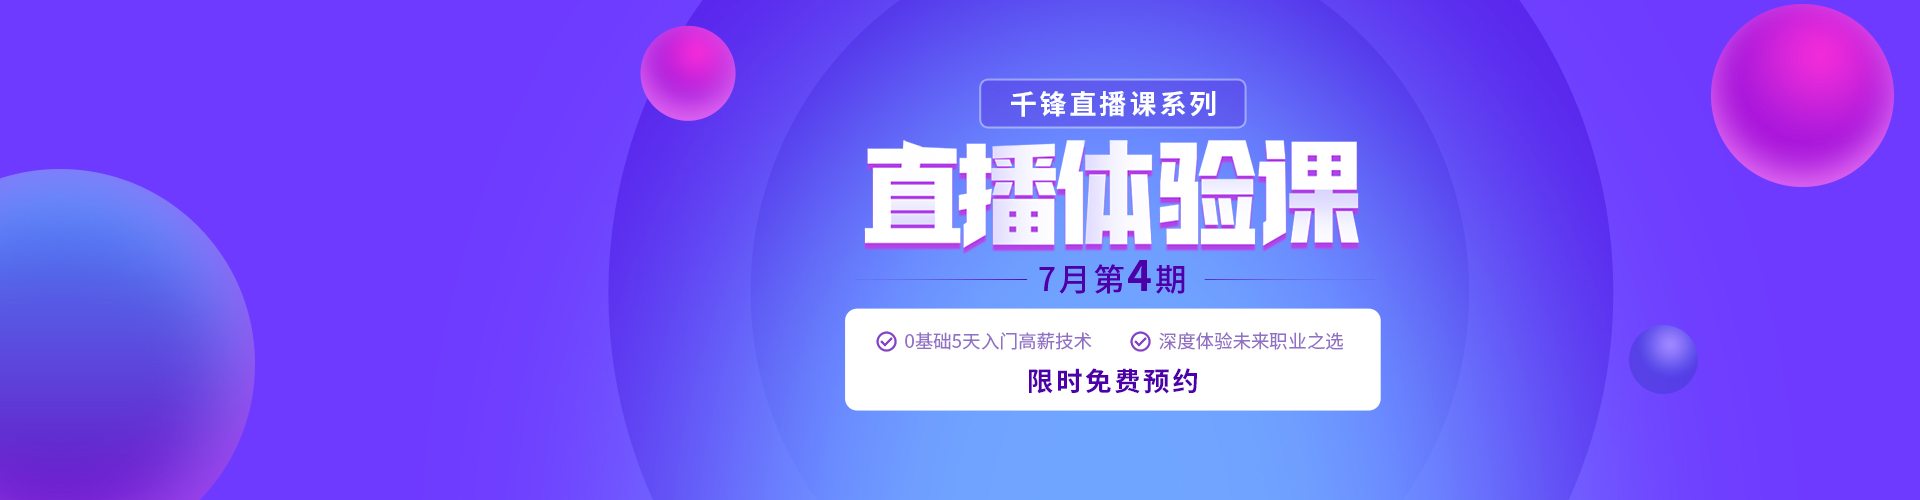 千锋直播课系列
直播体验课
7月第4期
0基础5天入门高薪技术 深度体验未来职业之选
限时免费预约